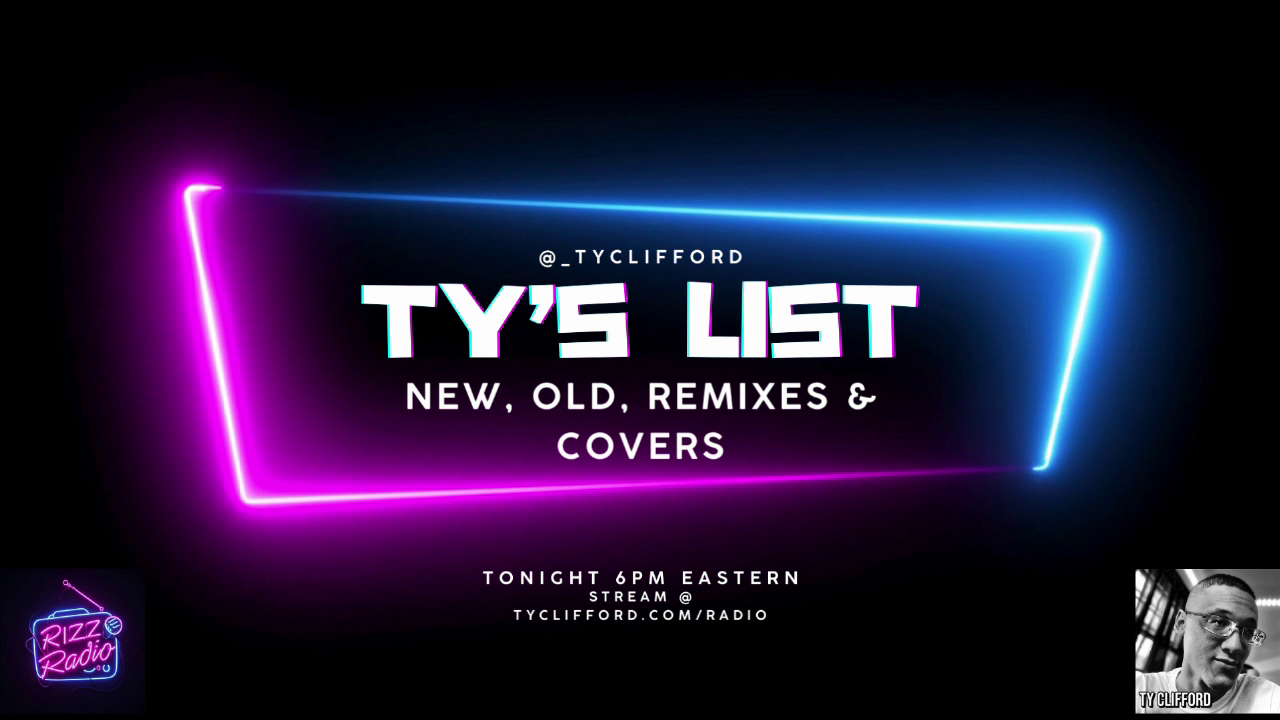 @_TYCLIFFORD
TY'S LIST
NEW, OLD, REMIXES &
COVERS
TONIGHT 6PM EASTERN
STREAM @
TYCLIFFORD.COM/RADIO
RIZZ
Radio
TY CLIFFORD